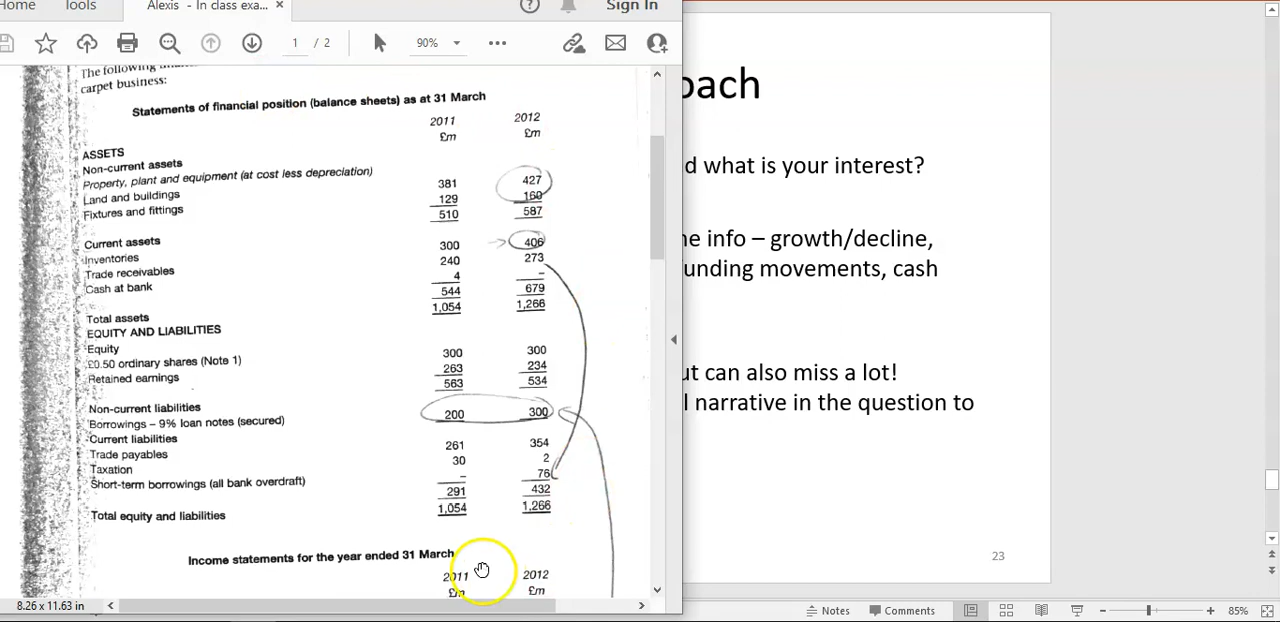 Home Tools Alexis - In class exa... × Sign In
1 / 2 90%
The following
carpet business:
Statements of financial position (balance sheets) as at 31 March
2011 2012
£m £m
ASSETS
Non-current assets
Property, plant and equipment (at cost less depreciation)
Land and buildings 381 427
Fixtures and fittings 129 160
510 587
Current assets
Inventories 300 406
Trade receivables 240 273
Cash at bank 4 –
544 679
Total assets 1,054 1,266
EQUITY AND LIABILITIES
Equity
£0.50 ordinary shares (Note 1) 300 300
Retained earnings 263 234
563 534
Non-current liabilities
Borrowings – 9% loan notes (secured) 200 300
Current liabilities
Trade payables 261 354
Taxation 30 2
Short-term borrowings (all bank overdraft) – 76
291 432
Total equity and liabilities 1,054 1,266
Income statements for the year ended 31 March
2011 2012
£m £m
8.26 x 11.63 in
oach
d what is your interest?
ne info – growth/decline,
unding movements, cash
ut can also miss a lot!
l narrative in the question to
23
Notes Comments 85%